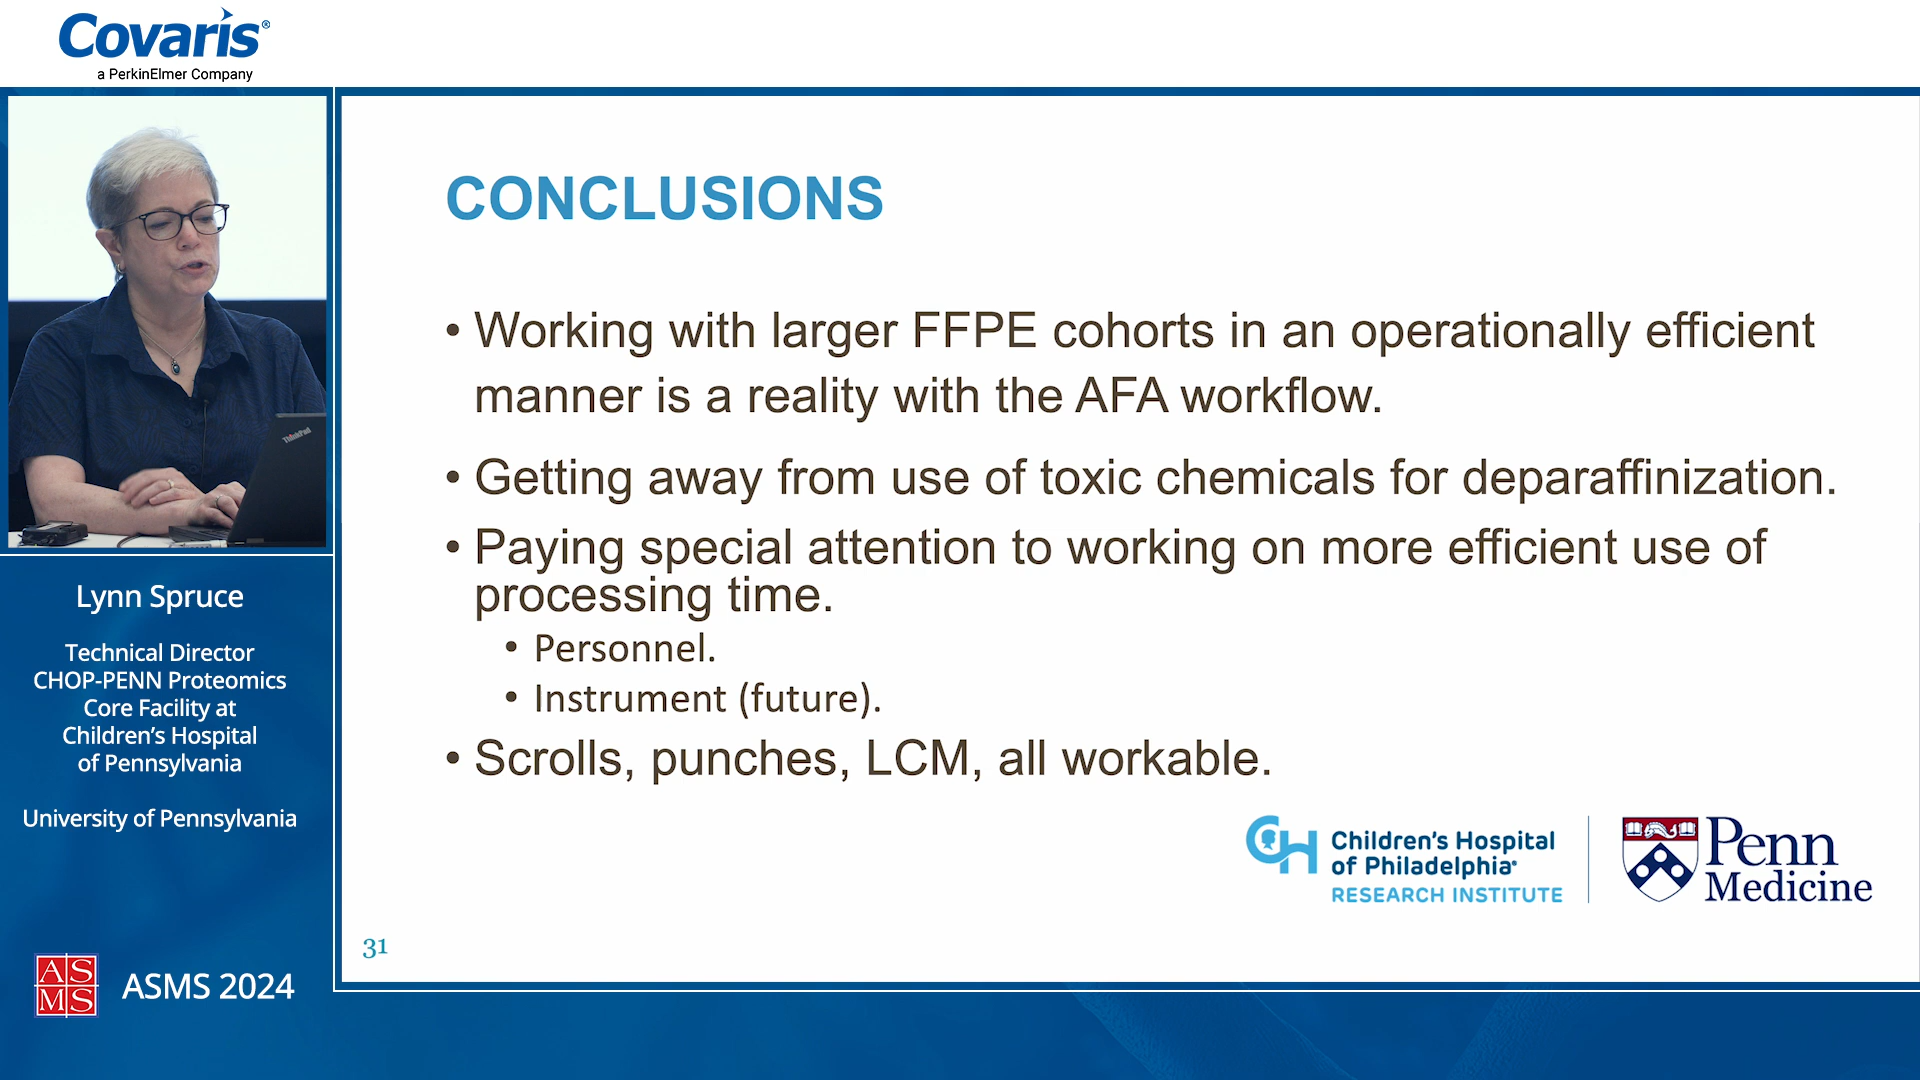 Covaris®
a PerkinElmer Company
ThinkPad
Lynn Spruce
Technical Director
CHOP-PENN Proteomics
Core Facility at
Children’s Hospital
of Pennsylvania
University of Pennsylvania
AS
MS
ASMS 2024
CONCLUSIONS
• Working with larger FFPE cohorts in an operationally efficient
manner is a reality with the AFA workflow.
• Getting away from use of toxic chemicals for deparaffinization.
• Paying special attention to working on more efficient use of
processing time.
• Personnel.
• Instrument (future).
• Scrolls, punches, LCM, all workable.
CH
Children’s Hospital
of Philadelphia
RESEARCH INSTITUTE
Penn
Medicine
31